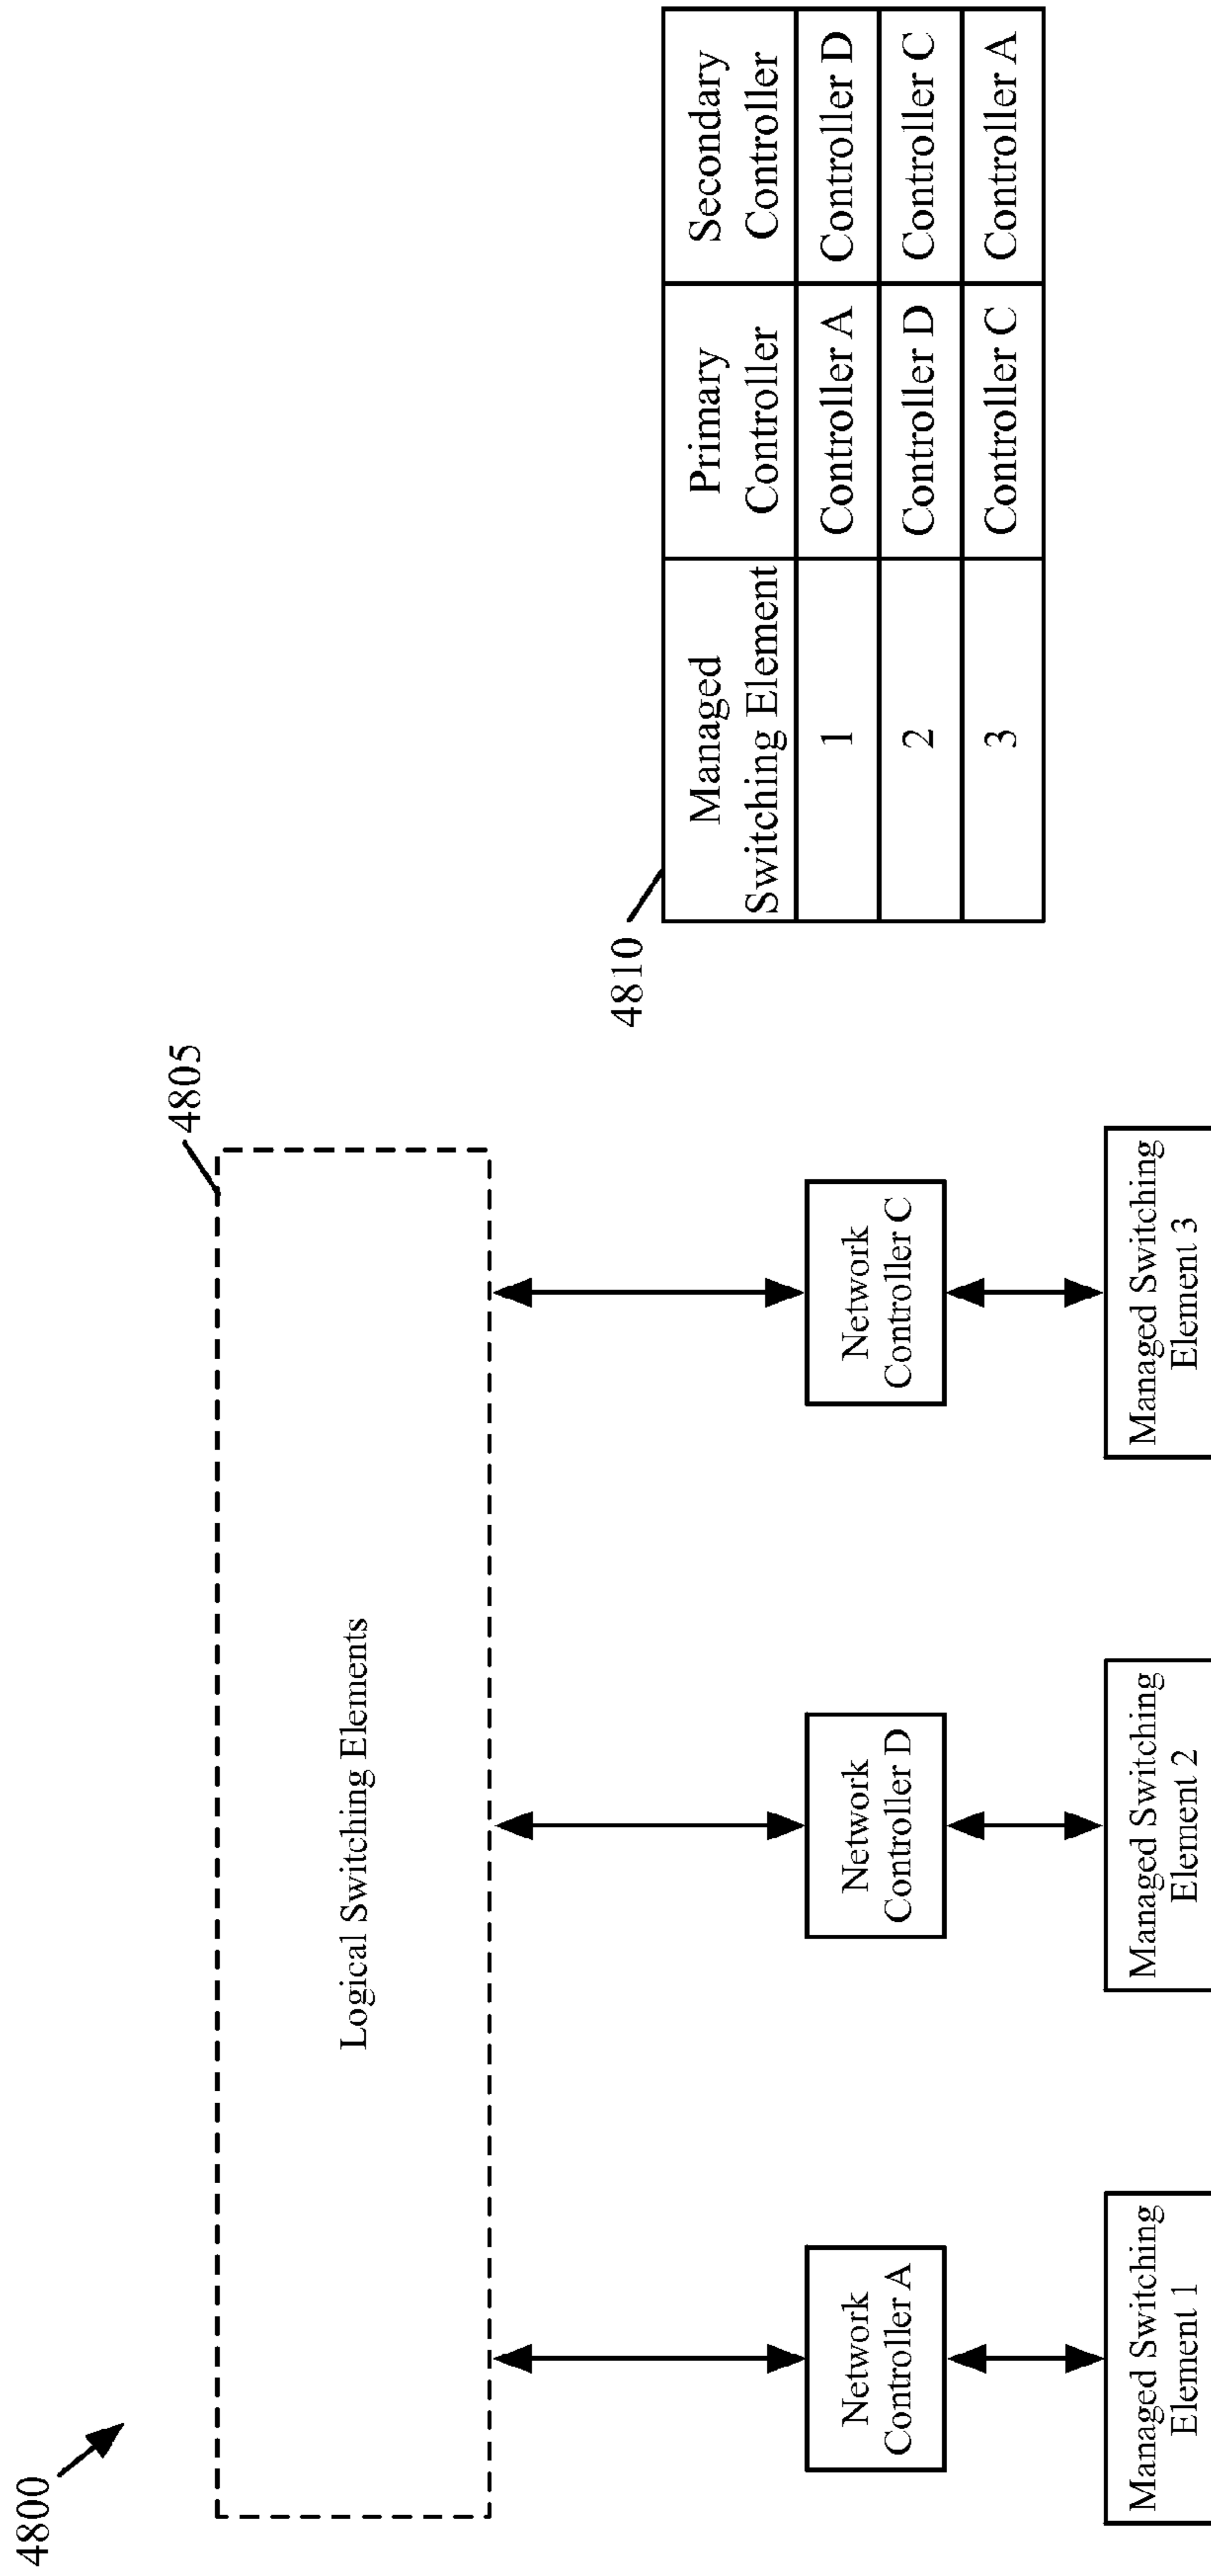 4800
4805
Logical Switching Elements
Network
Controller A
Network
Controller D
Network
Controller C
Managed Switching
Element 1
Managed Switching
Element 2
Managed Switching
Element 3
4810
Managed
Switching Element
Primary
Controller
Secondary
Controller
1
Controller A
Controller D
2
Controller D
Controller C
3
Controller C
Controller A